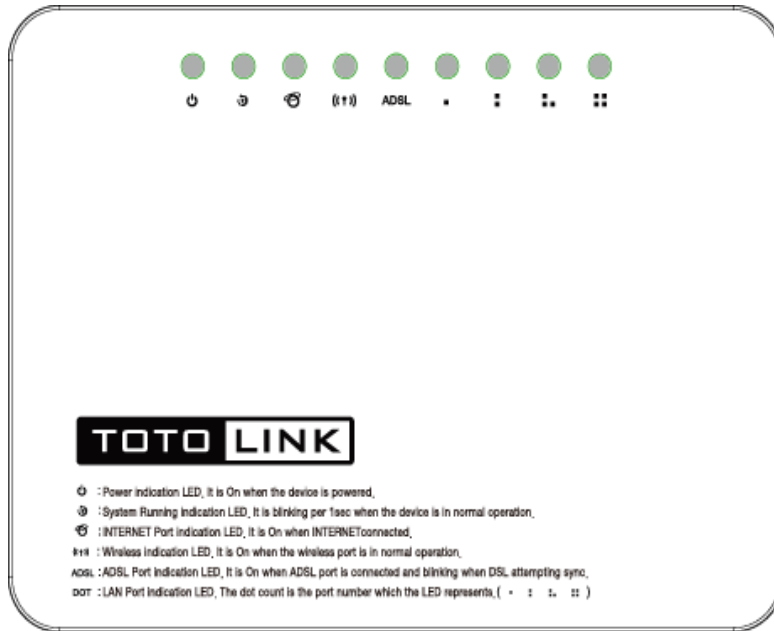 ADSL
TOTO LINK
: Power indication LED, It is On when the device is powered,
: System Running indication LED, It is blinking per 1sec when the device is in normal operation,
: INTERNET Port indication LED, It is On when INTERNETconnected,
: Wireless indication LED, It is On when the wireless port is in normal operation,
ADSL : ADSL Port indication LED, It is On when ADSL port is connected and blinking when DSL attempting sync,
DOT : LAN Port indication LED, The dot count is the port number which the LED represents, ( )